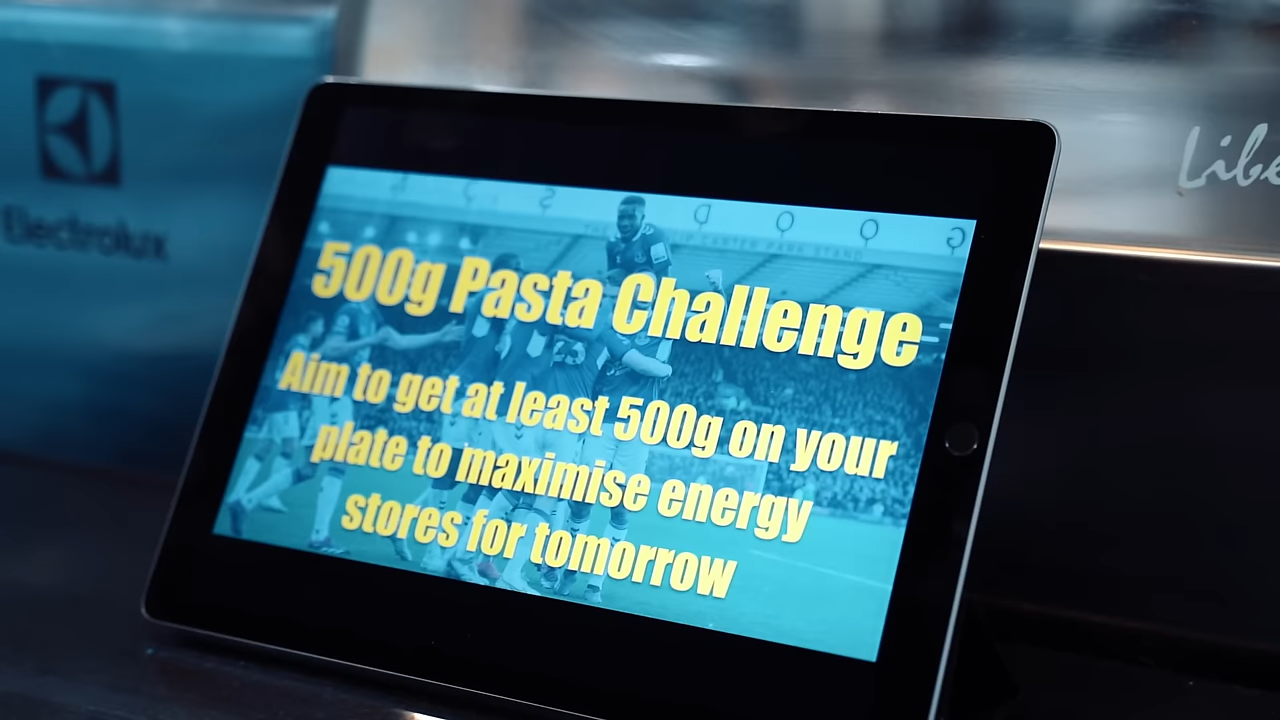 Electrolux
500g Pasta Challenge
Aim to get at least 500g on your
plate to maximise energy
stores for tomorrow